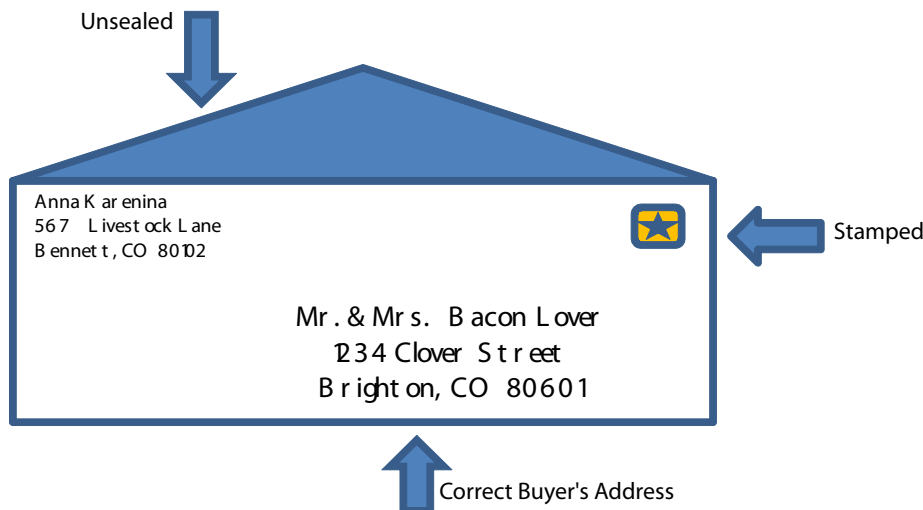 Unsealed
Anna Karenina
567 Livestock Lane
Bennett, CO 80102
Stamped
Mr. & Mrs. Bacon Lover
1234 Clover Street
Brighton, CO 80601
Correct Buyer's Address